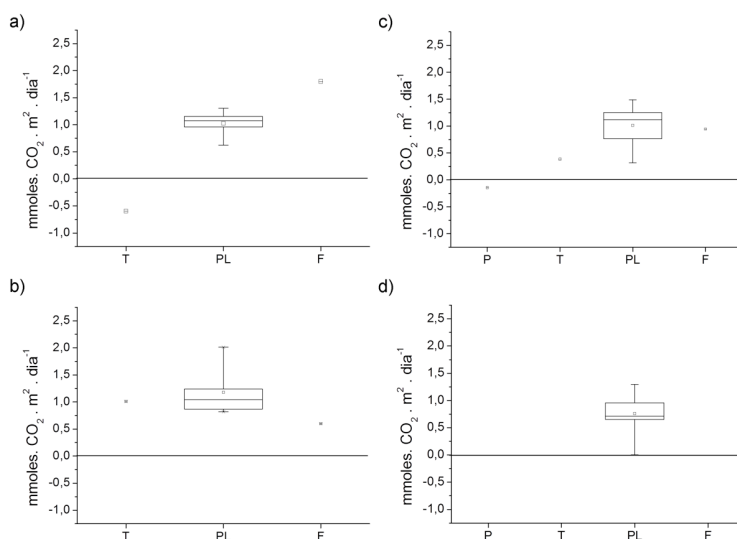 a)
mmoles. CO₂ . m² . dia⁻¹
2,5
2,0
1,5
1,0
0,5
0,0
-0,5
-1,0
T PL F
b)
mmoles. CO₂ . m² . dia⁻¹
2,5
2,0
1,5
1,0
0,5
0,0
-0,5
-1,0
T PL F
c)
mmoles. CO₂ . m² . dia⁻¹
2,5
2,0
1,5
1,0
0,5
0,0
-0,5
-1,0
P T PL F
d)
mmoles. CO₂ . m² . dia⁻¹
2,5
2,0
1,5
1,0
0,5
0,0
-0,5
-1,0
P T PL F